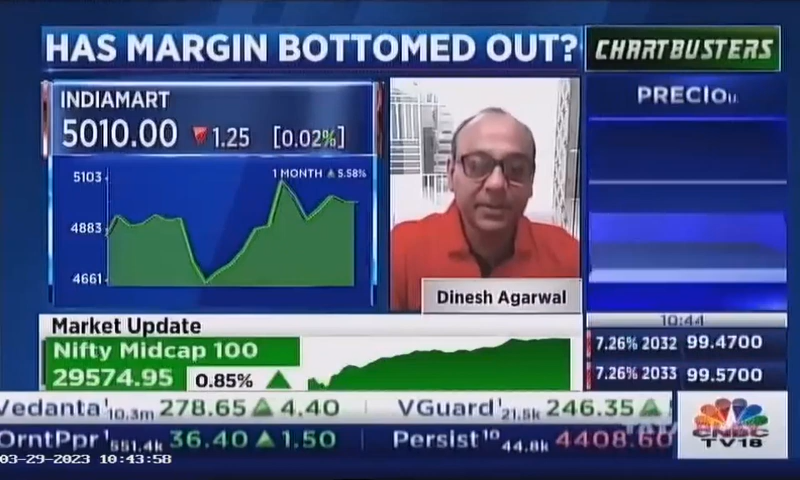 HAS MARGIN BOTTOMED OUT?
CHARTBUSTERS
INDIAMART
5010.00 ▼ 1.25 [0.02%]
1 MONTH ▲ 5.58%
5103
4883
4661
Dinesh Agarwal
Market Update
Nifty Midcap 100
29574.95 0.85% ▲
10:44
7.26% 2032 99.4700
7.26% 2033 99.5700
Vedanta 10.3m 278.65 ▲ 4.40 VGuard 21.5k 246.35 ▲
OrntPpr 551.4k 36.40 ▲ 1.50 Persist 44.8k 4408.60
CNBC
TV18
03-29-2023 10:43:58